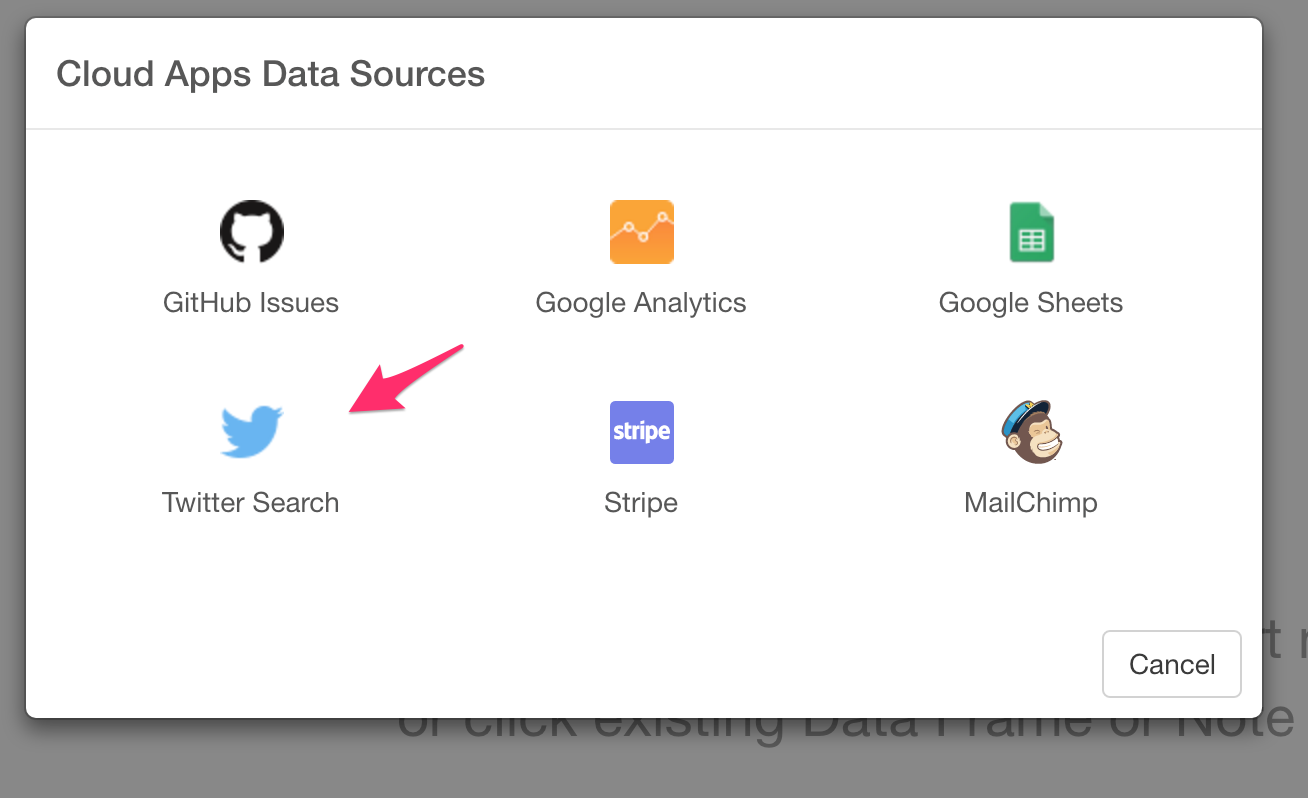 Cloud Apps Data Sources
GitHub Issues
Google Analytics
Google Sheets
stripe
Twitter Search
Stripe
MailChimp
Cancel
or click existing Data Frame or Note